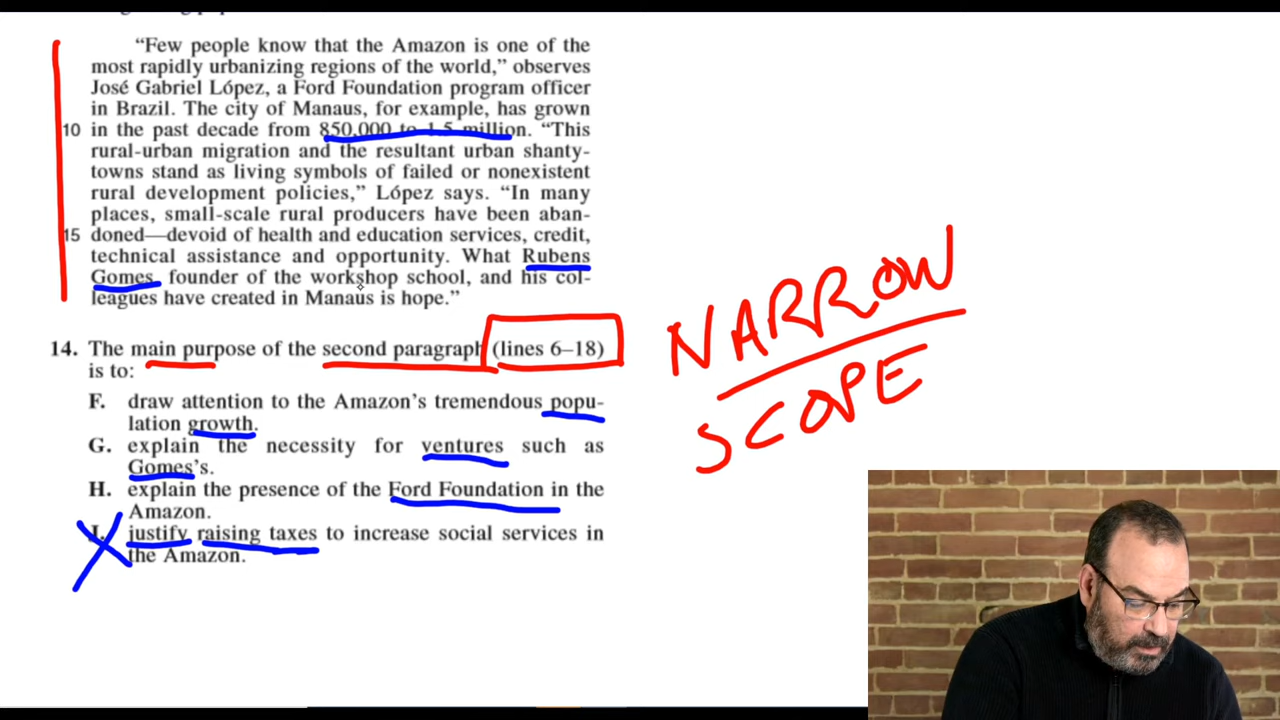 “Few people know that the Amazon is one of the
most rapidly urbanizing regions of the world,” observes
José Gabriel López, a Ford Foundation program officer
in Brazil. The city of Manaus, for example, has grown
10 in the past decade from 850,000 to 1.5 million. “This
rural-urban migration and the resultant urban shanty-
towns stand as living symbols of failed or nonexistent
rural development policies,” López says. “In many
places, small-scale rural producers have been aban-
15 doned—devoid of health and education services, credit,
technical assistance and opportunity. What Rubens
Gomes, founder of the workshop school, and his col-
leagues have created in Manaus is hope.”
14. The main purpose of the second paragraph (lines 6–18)
is to:
F. draw attention to the Amazon’s tremendous popu-
lation growth.
G. explain the necessity for ventures such as
Gomes’s.
H. explain the presence of the Ford Foundation in the
Amazon.
J. justify raising taxes to increase social services in
the Amazon.
NARROW
SCOPE